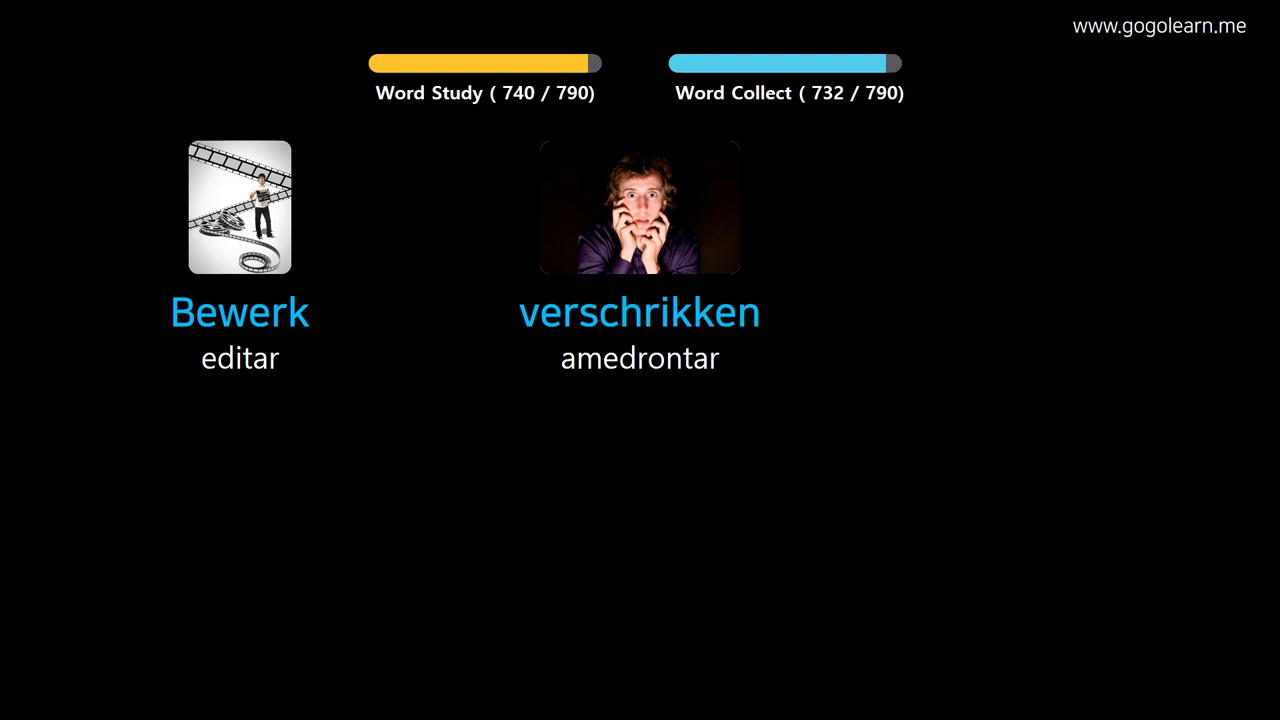 www.gogolearn.me
Word Study ( 740 / 790)
Word Collect ( 732 / 790)
Bewerk
verschrikken
editar
amedrontar